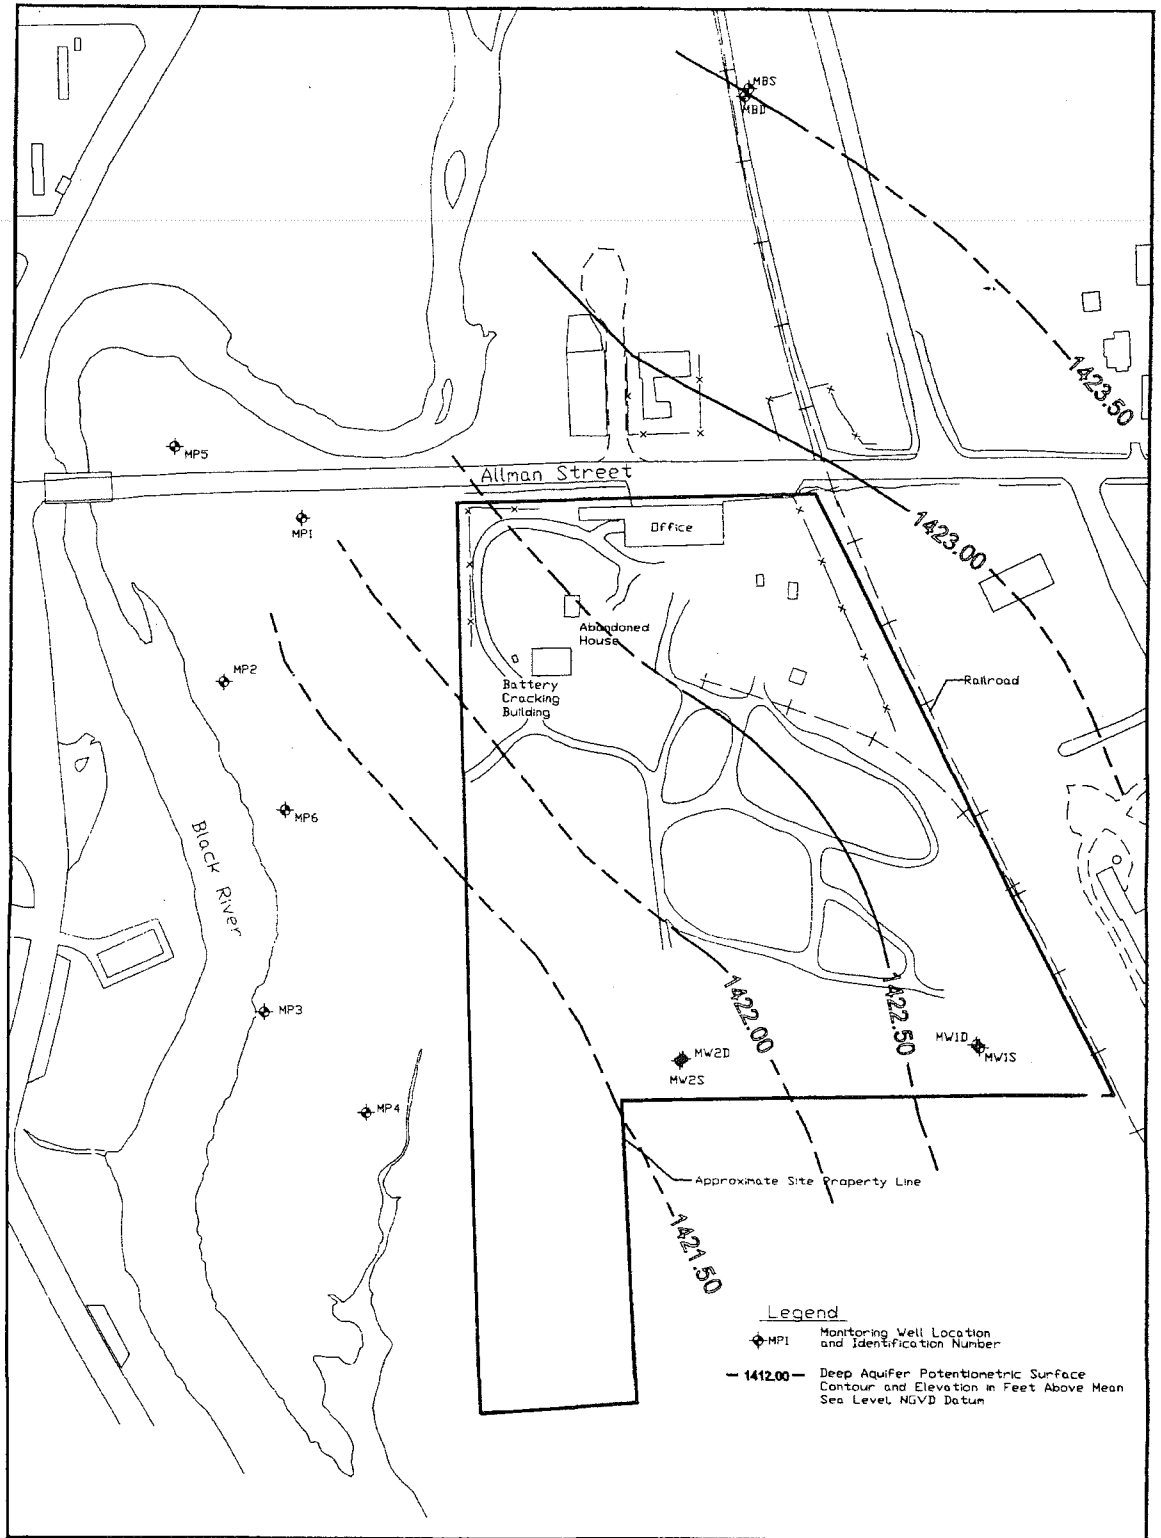 MBS
MBD
1423.50
MP5
Allman Street
MP1
Office
1423.00
Abandoned
House
Railroad
MP2
Battery
Cracking
Building
MP6
Black River
1422.00
1422.50
MP3
MW1D
MW1S
MW2D
MW2S
MP4
Approximate Site Property Line
1421.50
Legend
MP1
Monitoring Well Location
and Identification Number
1412.00
Deep Aquifer Potentiometric Surface
Contour and Elevation in Feet Above Mean
Sea Level, NGVD Datum